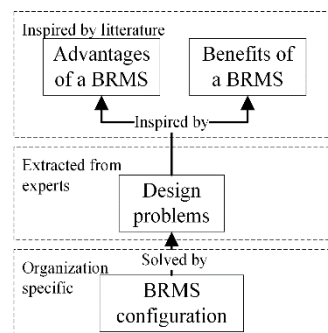 Inspired by litterature
Advantages
of a BRMS
Benefits of
a BRMS
Inspired by
Extracted from
experts
Design
problems
Solved by
Organization
specific
BRMS
configuration